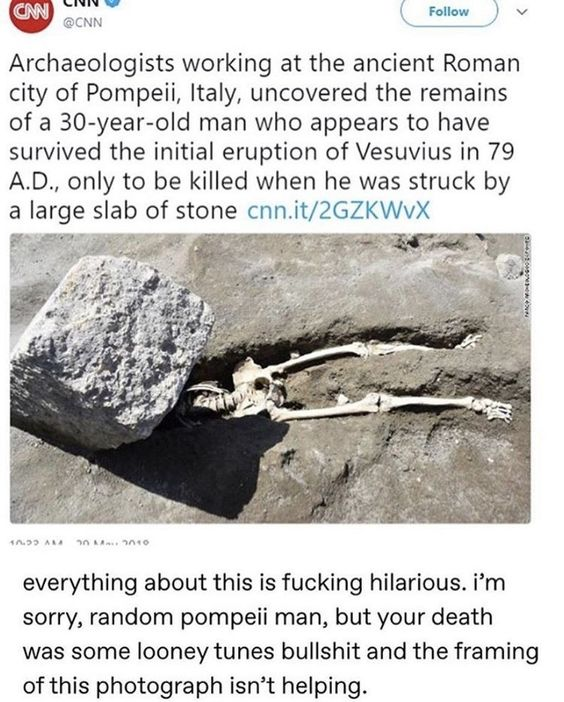 CNN
CNN
@CNN
Follow
Archaeologists working at the ancient Roman
city of Pompeii, Italy, uncovered the remains
of a 30-year-old man who appears to have
survived the initial eruption of Vesuvius in 79
A.D., only to be killed when he was struck by
a large slab of stone cnn.it/2GZKWvX
10:22 AM 20 May 2018
everything about this is fucking hilarious. i’m
sorry, random pompeii man, but your death
was some looney tunes bullshit and the framing
of this photograph isn’t helping.